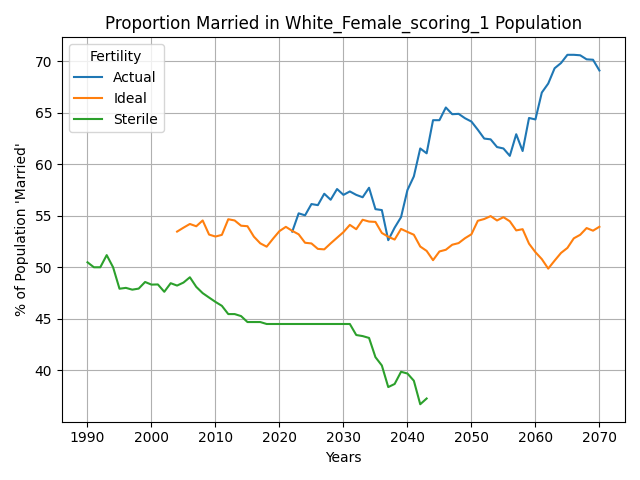 Proportion Married in White_Female_scoring_1 Population
Fertility
Actual
Ideal
Sterile
% of Population 'Married'
70
65
60
55
50
45
40
1990 2000 2010 2020 2030 2040 2050 2060 2070
Years